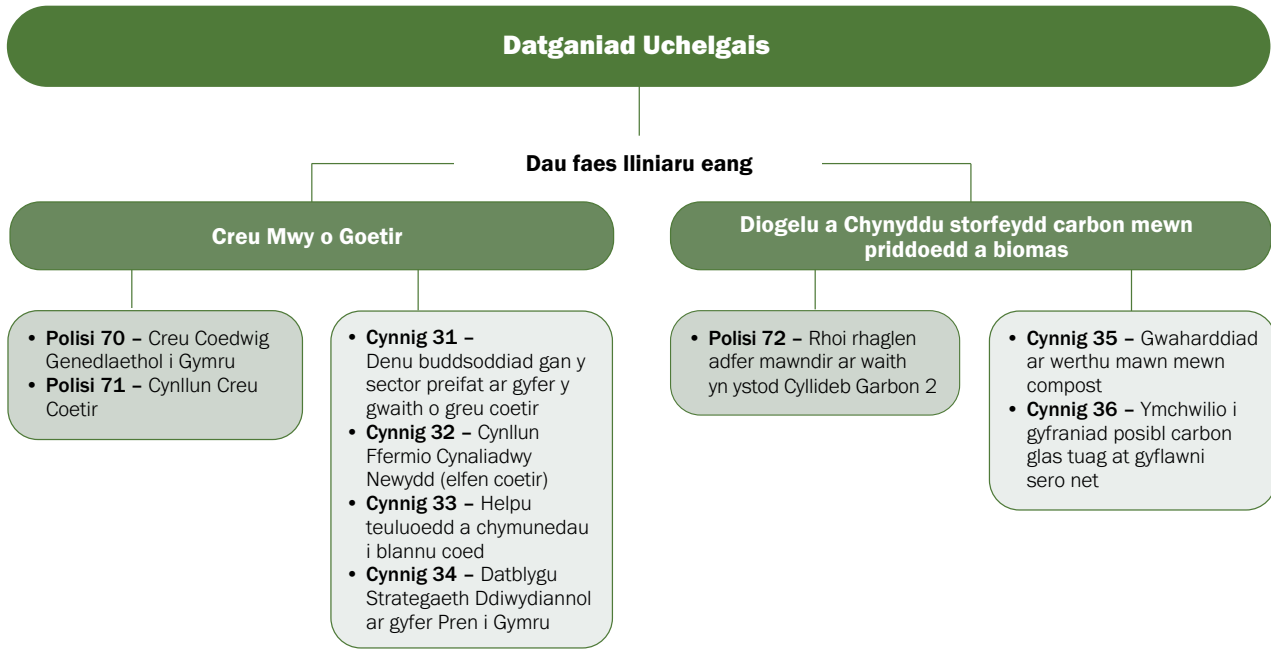 Datganiad Uchelgais
Dau faes lliniaru eang
Creu Mwy o Goetir
• Polisi 70 – Creu Coedwig
Genedlaethol i Gymru
• Polisi 71 – Cynllun Creu
Coetir
• Cynnig 31 –
Denu buddsoddiad gan y
sector preifat ar gyfer y
gwaith o greu coetir
• Cynnig 32 – Cynllun
Ffermio Cynaliadwy
Newydd (elfen coetir)
• Cynnig 33 – Helpu
teuluoedd a chymunedau
i blannu coed
• Cynnig 34 – Datblygu
Strategaeth Ddiwydiannol
ar gyfer Pren i Gymru
Diogelu a Chynyddu storfeydd carbon mewn
priddoedd a biomas
• Polisi 72 – Rhoi rhaglen
adfer mawndir ar waith
yn ystod Cyllideb Garbon 2
• Cynnig 35 – Gwaharddiad
ar werthu mawn mewn
compost
• Cynnig 36 – Ymchwilio i
gyfraniad posibl carbon
glas tuag at gyflawni
sero net